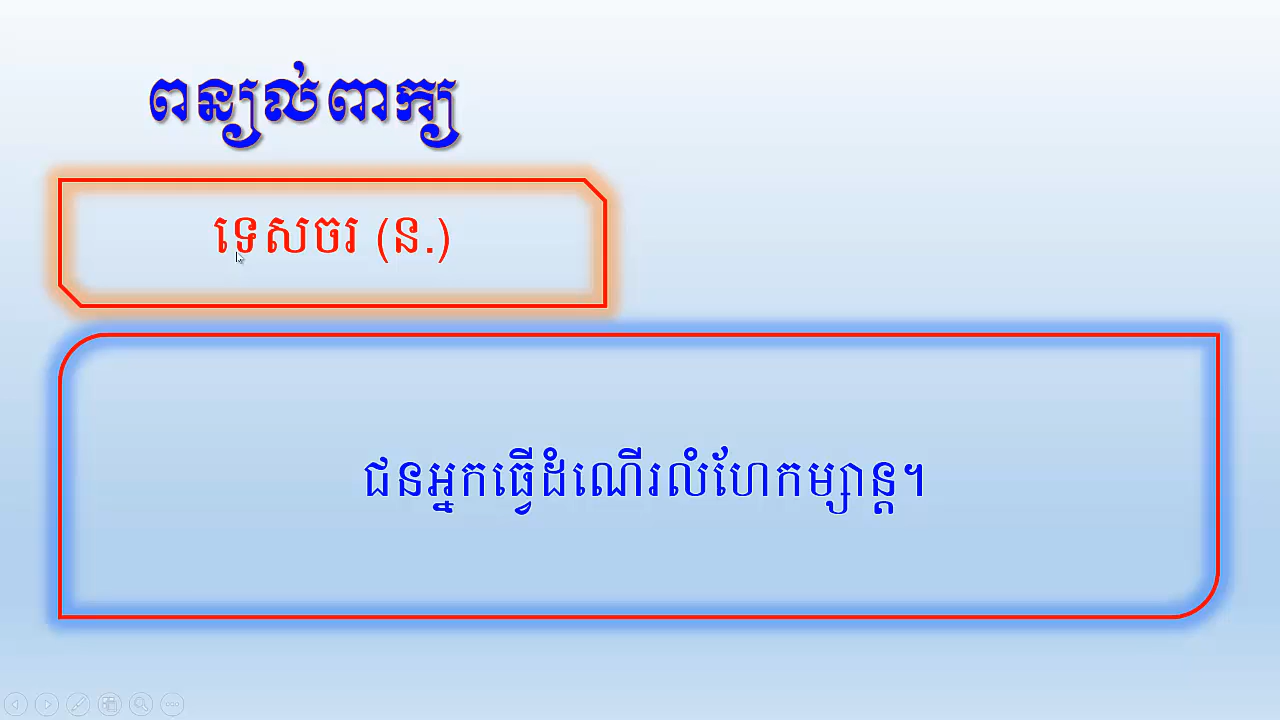 ពន្យល់ពាក្យ
ទេសចរ (ន.)
ជនអ្នកធ្វើដំណើរលំហែកម្សាន្ត។